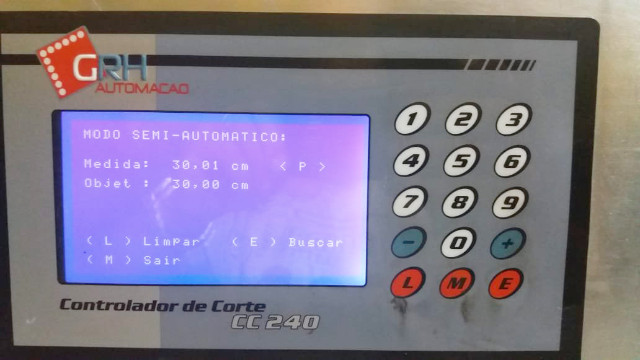 GRH
AUTOMACAO
MODO SEMI-AUTOMATICO:
Medida: 30,01 cm < P >
Objet : 30,00 cm
< L > Limpar < E > Buscar
< M > Sair
1 2 3
4 5 6
7 8 9
- 0 +
L M E
Controlador de Corte
CC 240